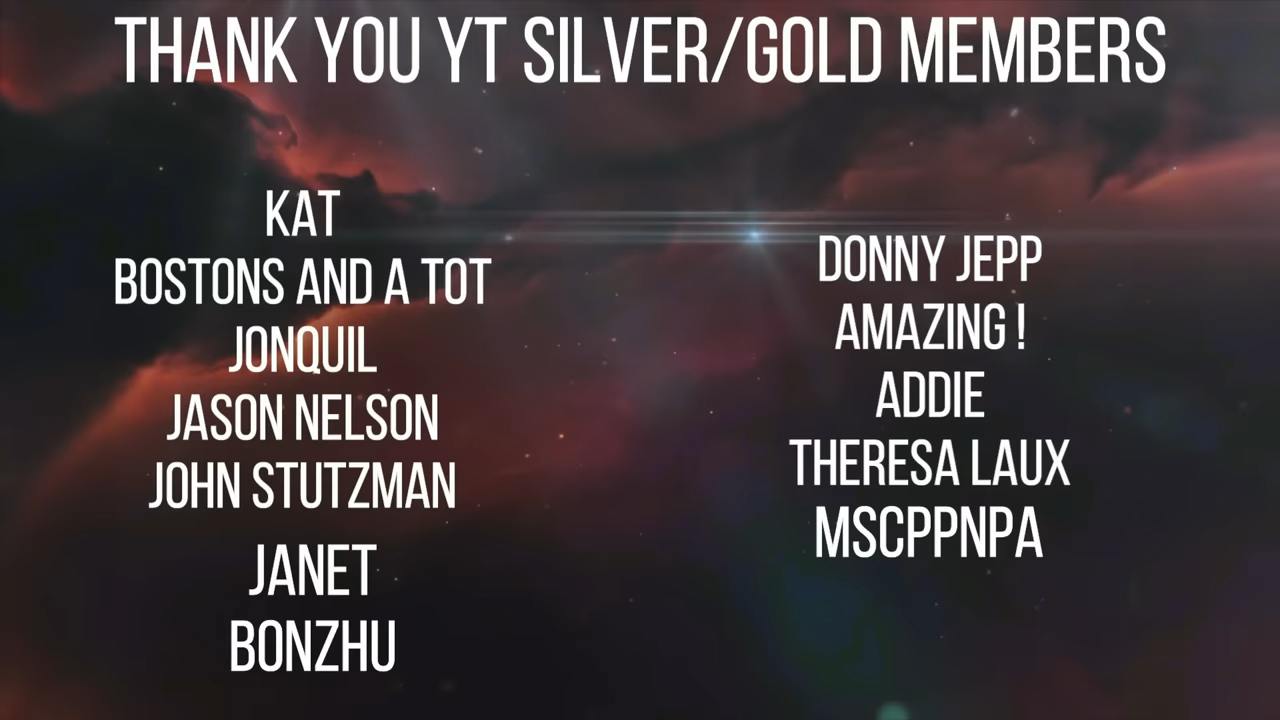 THANK YOU YT SILVER/GOLD MEMBERS
KAT
BOSTONS AND A TOT
JONQUIL
JASON NELSON
JOHN STUTZMAN
JANET
BONZHU
DONNY JEPP
AMAZING !
ADDIE
THERESA LAUX
MSCPPNPA